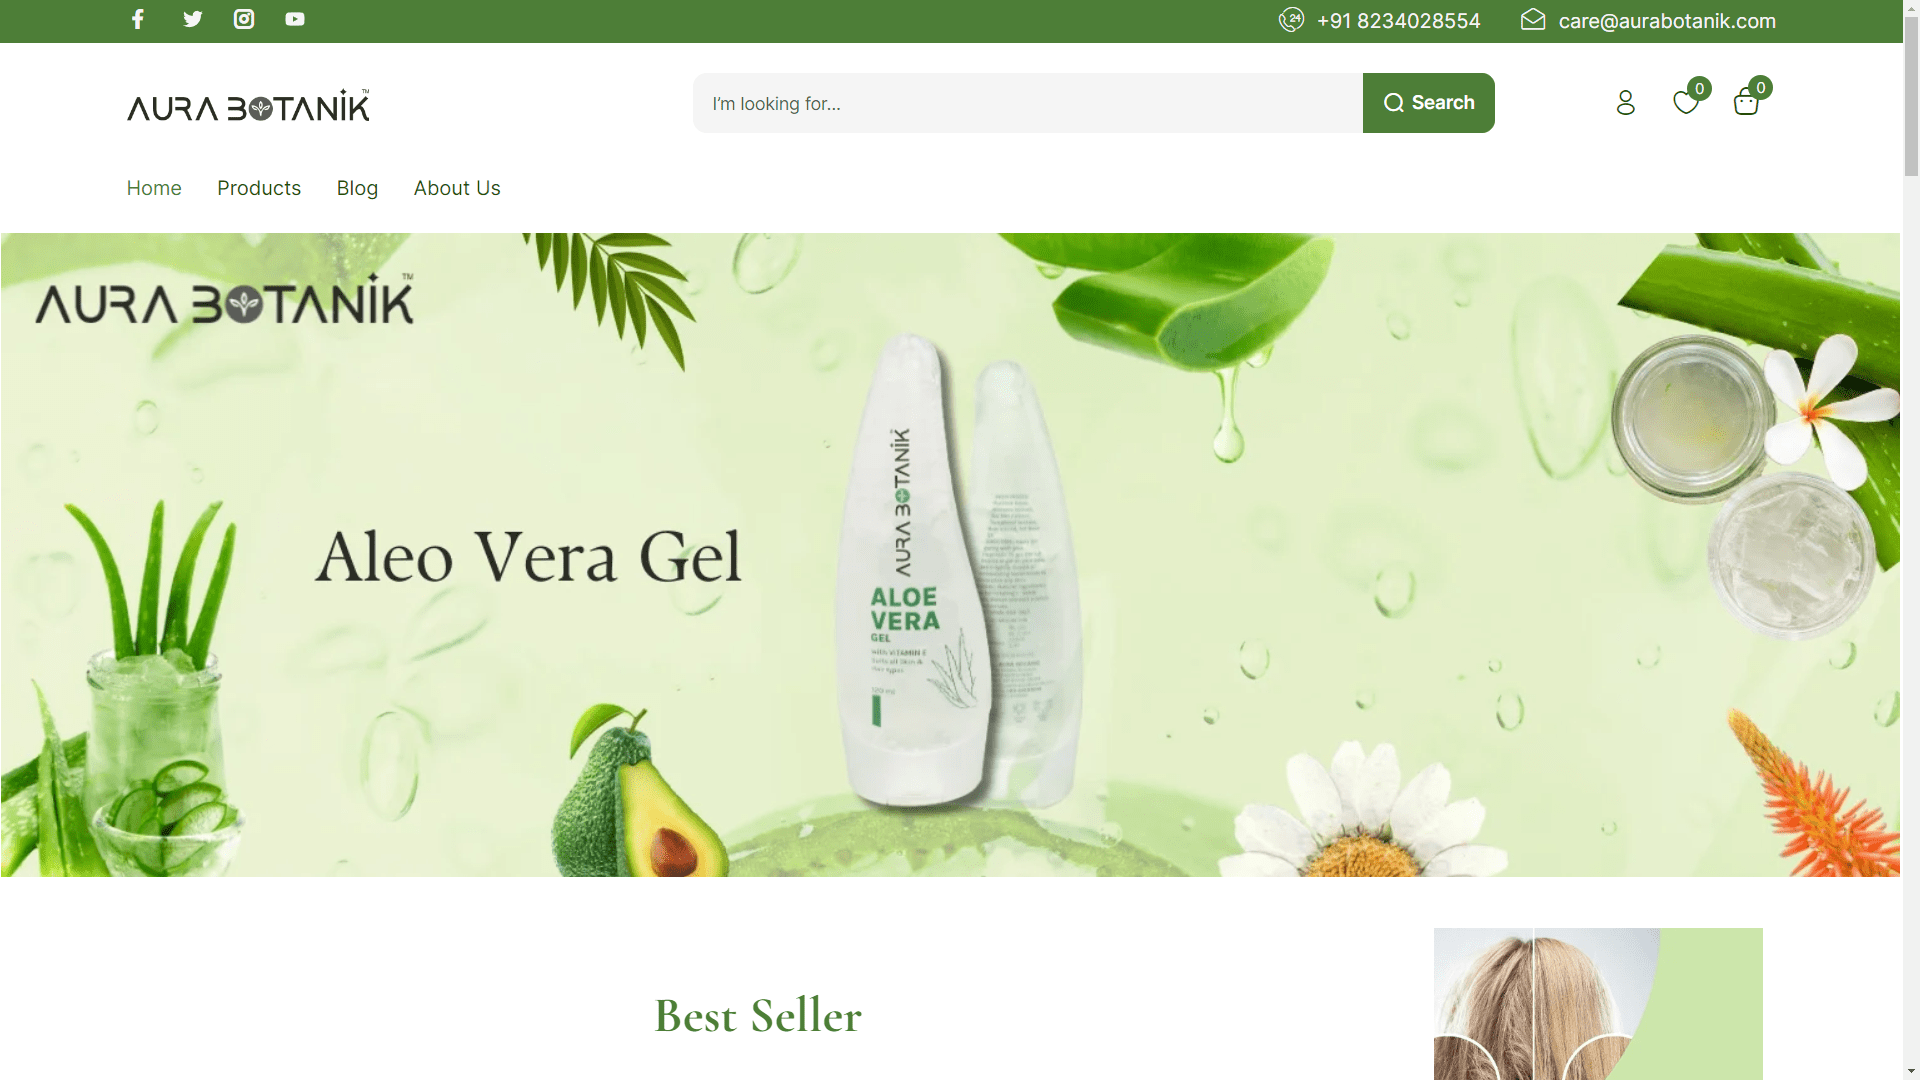 24
+91 8234028554
care@aurabotanik.com
AURA BOTANIK™
I'm looking for...
Search
0
0
Home
Products
Blog
About Us
AURA BOTANIK™
Aleo Vera Gel
AURA BOTANIK
ALOE
VERA
GEL
with VITAMIN E
Best Seller